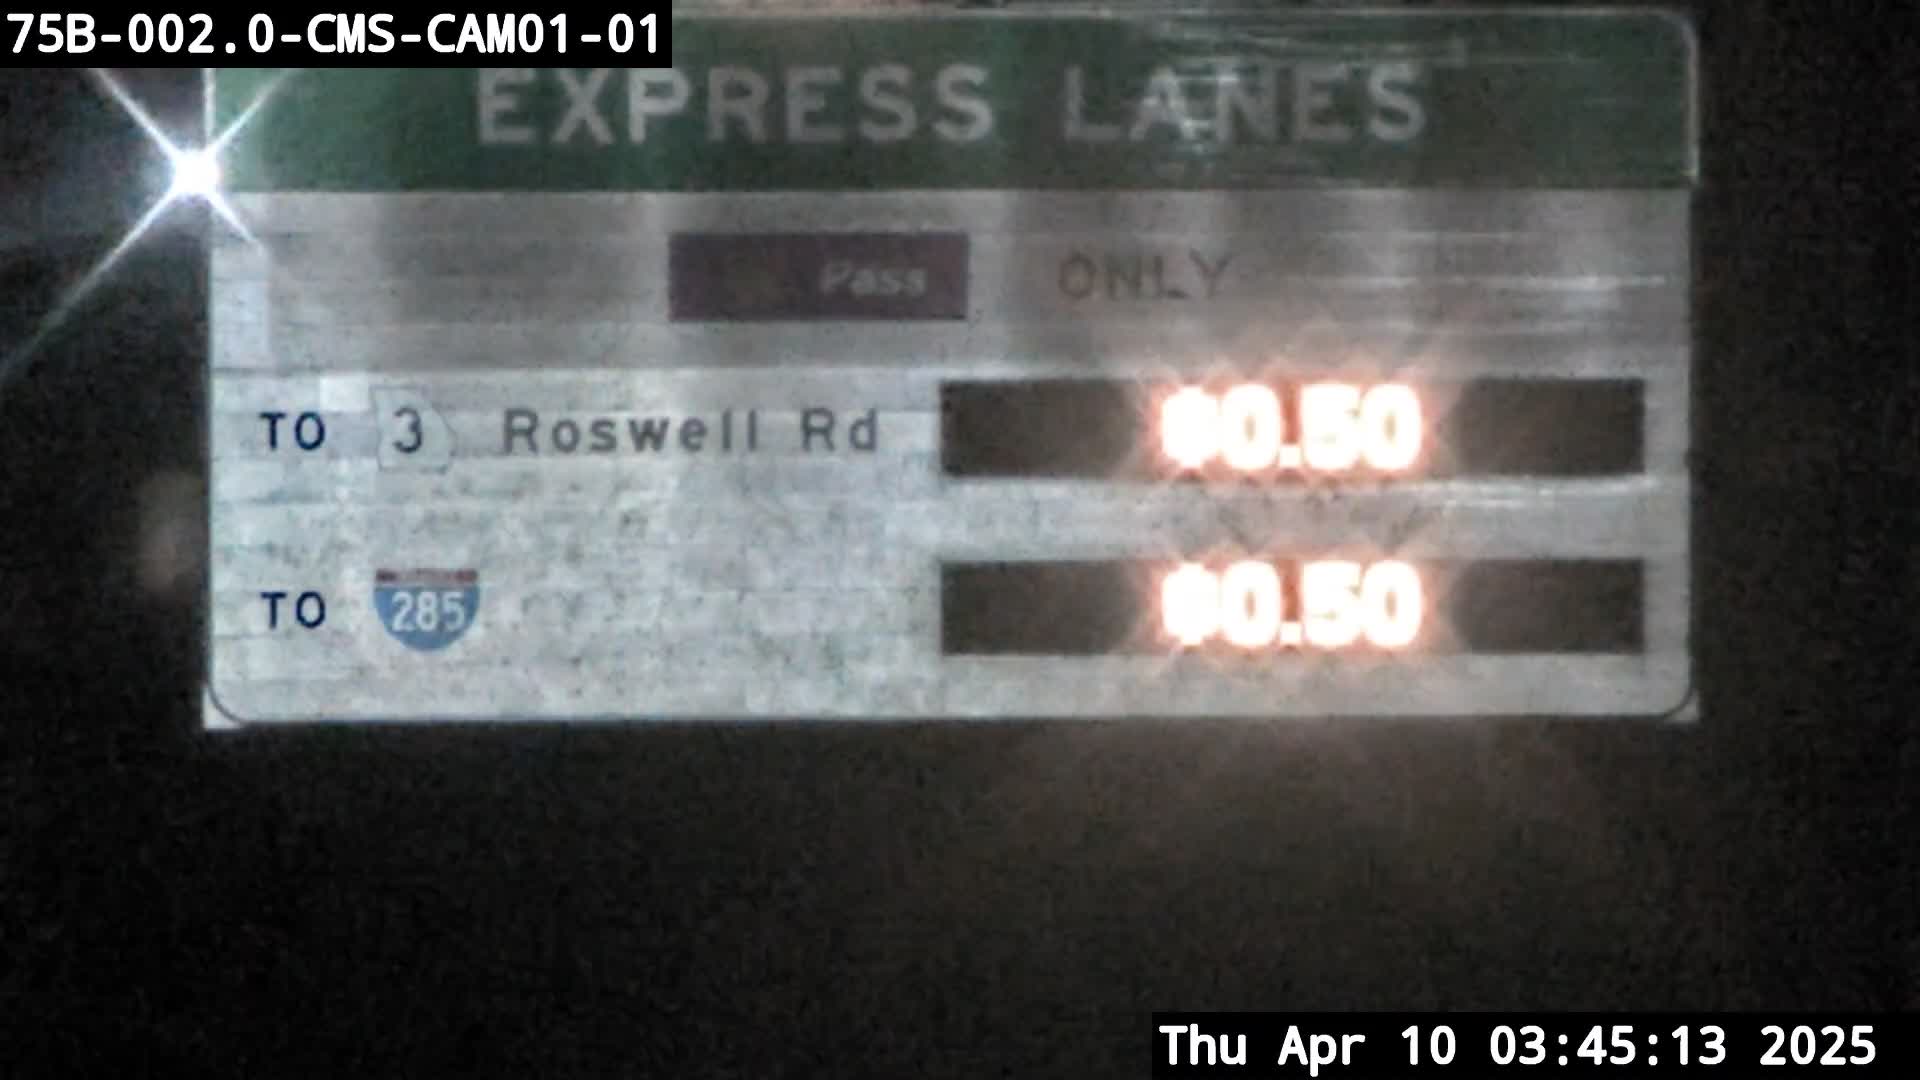 75B-002.0-CMS-CAM01-01
EXPRESS LANES
Pass ONLY
TO 3 Roswell Rd $0.50
TO 285 $0.50
Thu Apr 10 03:45:13 2025